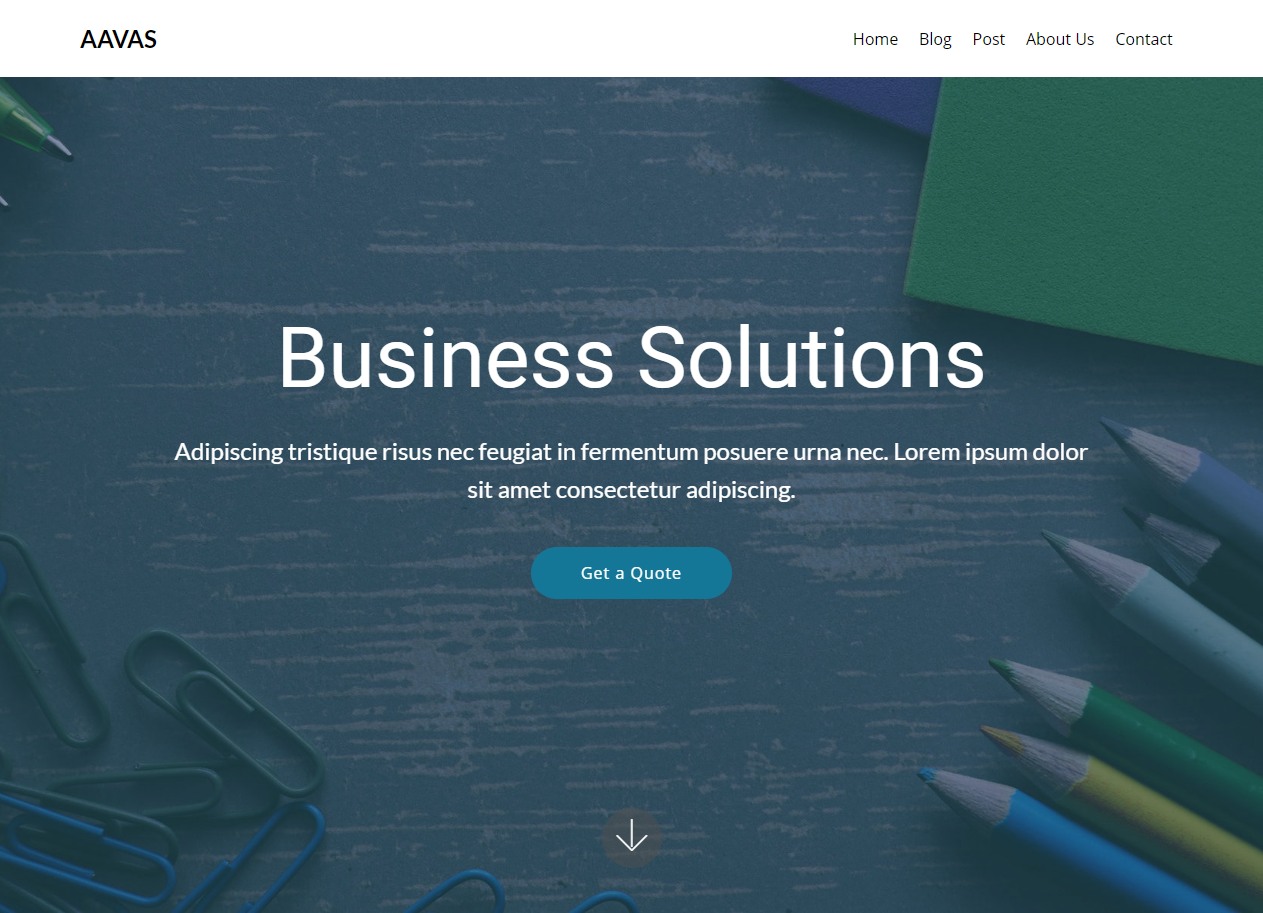 AAVAS
Home Blog Post About Us Contact
Business Solutions
Adipiscing tristique risus nec feugiat in fermentum posuere urna nec. Lorem ipsum dolor
sit amet consectetur adipiscing.
Get a Quote